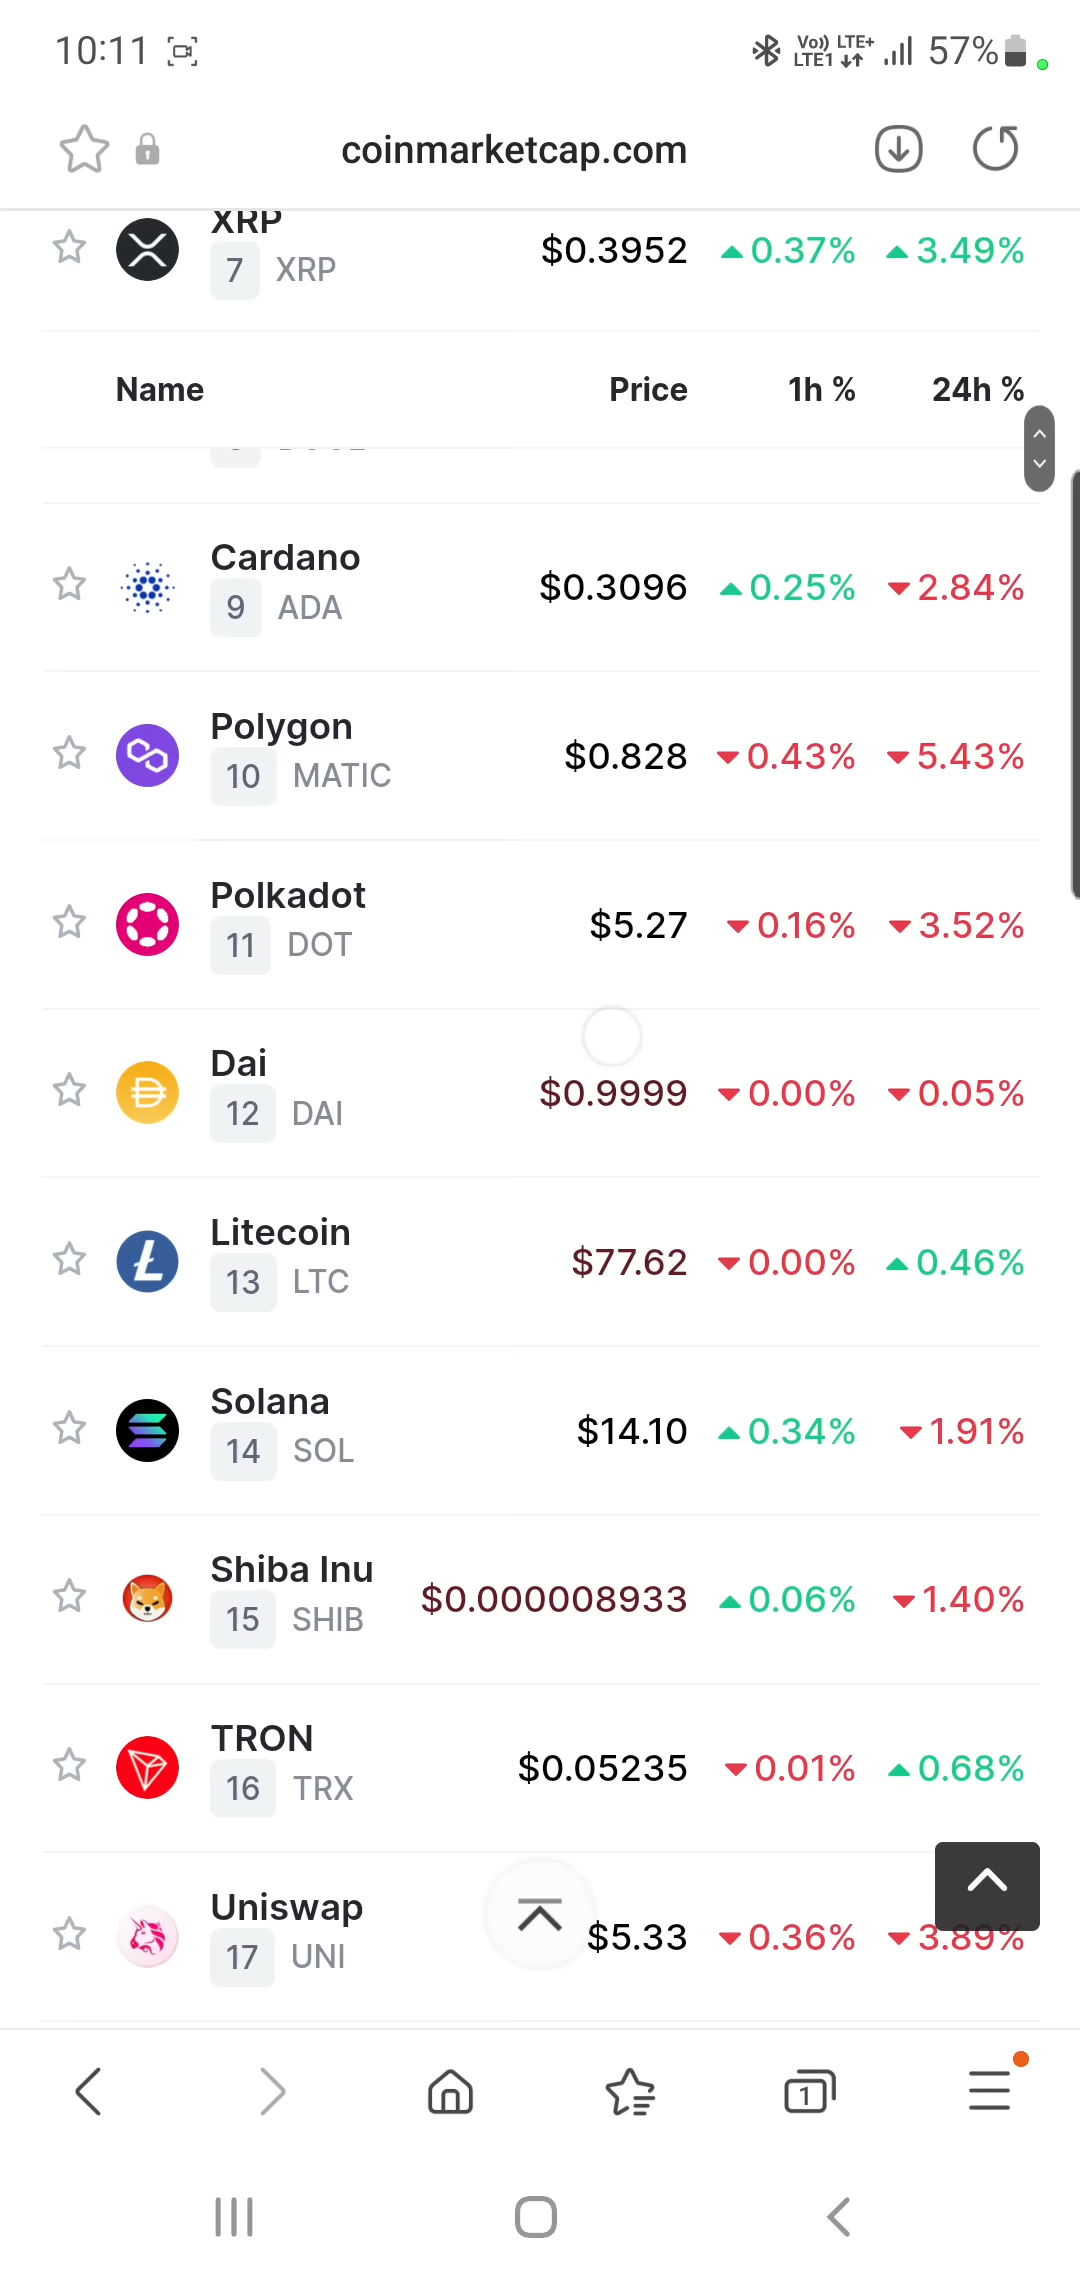 10:11 Vo)) LTE+ LTE1 57%
coinmarketcap.com
XRP
7 XRP $0.3952 0.37% 3.49%
Name Price 1h % 24h %
Cardano
9 ADA $0.3096 0.25% 2.84%
Polygon
10 MATIC $0.828 0.43% 5.43%
Polkadot
11 DOT $5.27 0.16% 3.52%
Dai
12 DAI $0.9999 0.00% 0.05%
Litecoin
13 LTC $77.62 0.00% 0.46%
Solana
14 SOL $14.10 0.34% 1.91%
Shiba Inu
15 SHIB $0.000008933 0.06% 1.40%
TRON
16 TRX $0.05235 0.01% 0.68%
Uniswap
17 UNI $5.33 0.36% 3.89%
1